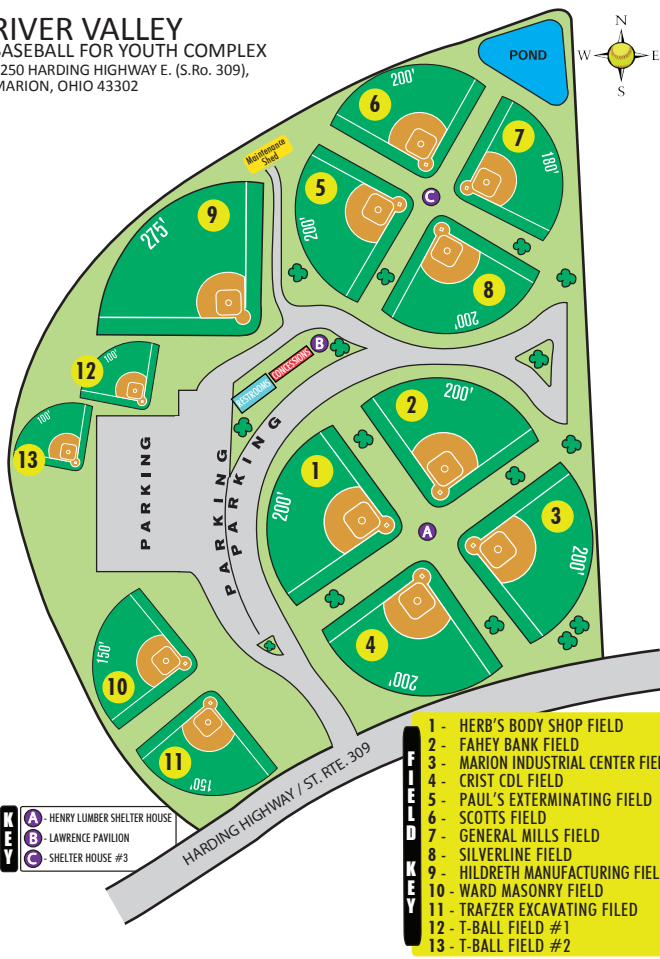 RIVER VALLEY
BASEBALL FOR YOUTH COMPLEX
250 HARDING HIGHWAY E. (S.Ro. 309),
MARION, OHIO 43302
N
W
E
S
POND
200'
6
7
180'
Maintenance
Shed
5
200'
C
9
275'
8
200'
B
CONCESSIONS
RESTROOMS
12
100'
13
100'
PARKING
PARKING
PARKING
2
200'
1
200'
3
200'
A
4
200'
10
150'
11
150'
HARDING HIGHWAY / ST. RTE. 309
KEY
A - HENRY LUMBER SHELTER HOUSE
B - LAWRENCE PAVILION
C - SHELTER HOUSE #3
FIELD KEY
1 - HERB'S BODY SHOP FIELD
2 - FAHEY BANK FIELD
3 - MARION INDUSTRIAL CENTER FIEL
4 - CRIST CDL FIELD
5 - PAUL'S EXTERMINATING FIELD
6 - SCOTTS FIELD
7 - GENERAL MILLS FIELD
8 - SILVERLINE FIELD
9 - HILDRETH MANUFACTURING FIEL
10 - WARD MASONRY FIELD
11 - TRAFZER EXCAVATING FILED
12 - T-BALL FIELD #1
13 - T-BALL FIELD #2